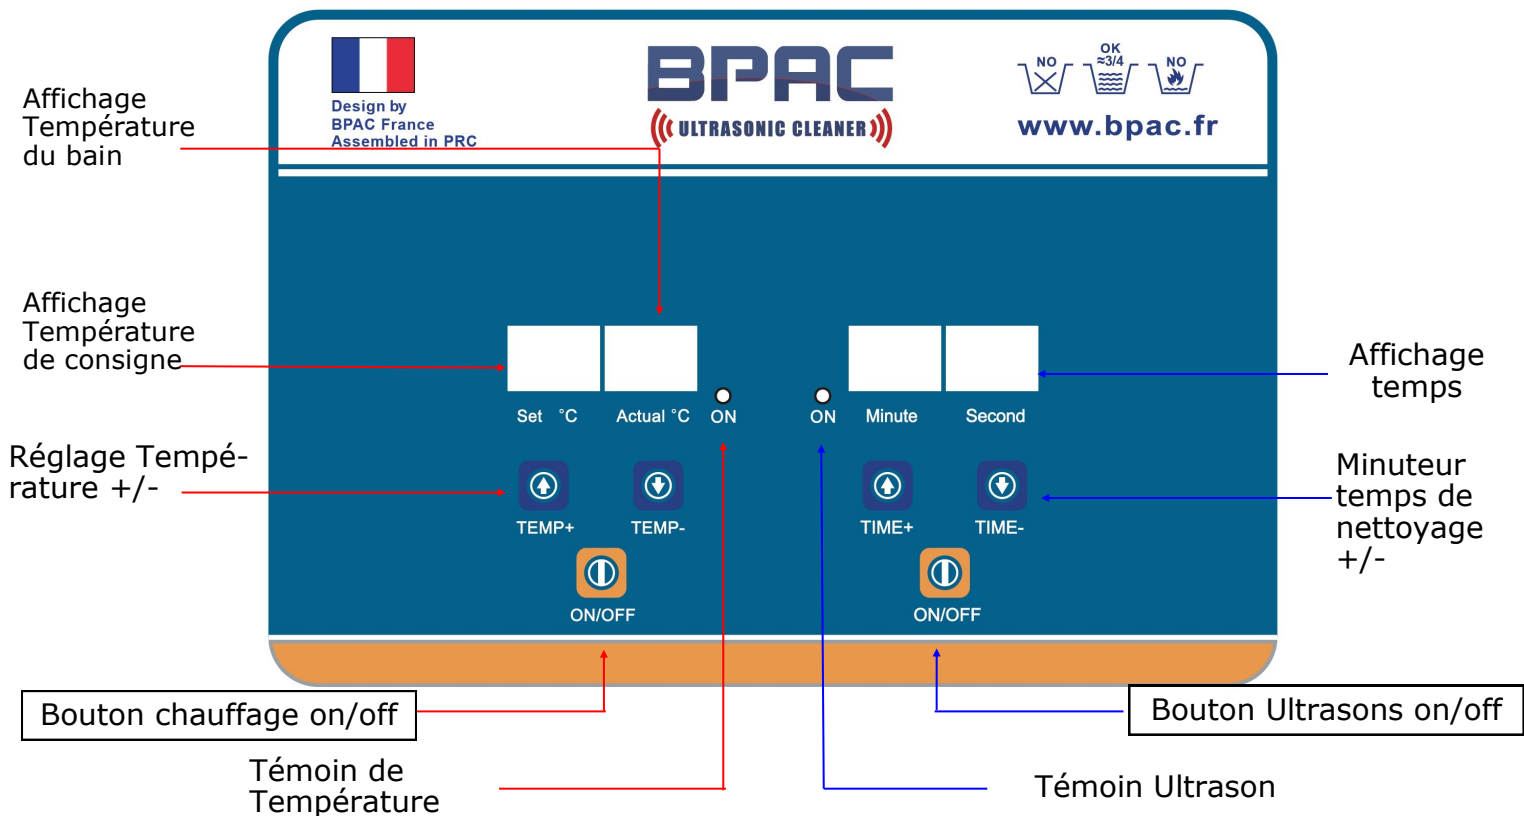 Design by
BPAC France
Assembled in PRC
BPAC
ULTRASONIC CLEANER
NO
OK
≈3/4
NO
www.bpac.fr
Affichage
Température
du bain
Affichage
Température
de consigne
Set °C
Actual °C
ON
ON
Minute
Second
Affichage
temps
Réglage Tempé-
rature +/-
TEMP+
TEMP-
TIME+
TIME-
Minuteur
temps de
nettoyage
+/-
ON/OFF
ON/OFF
Bouton chauffage on/off
Bouton Ultrasons on/off
Témoin de
Température
Témoin Ultrason